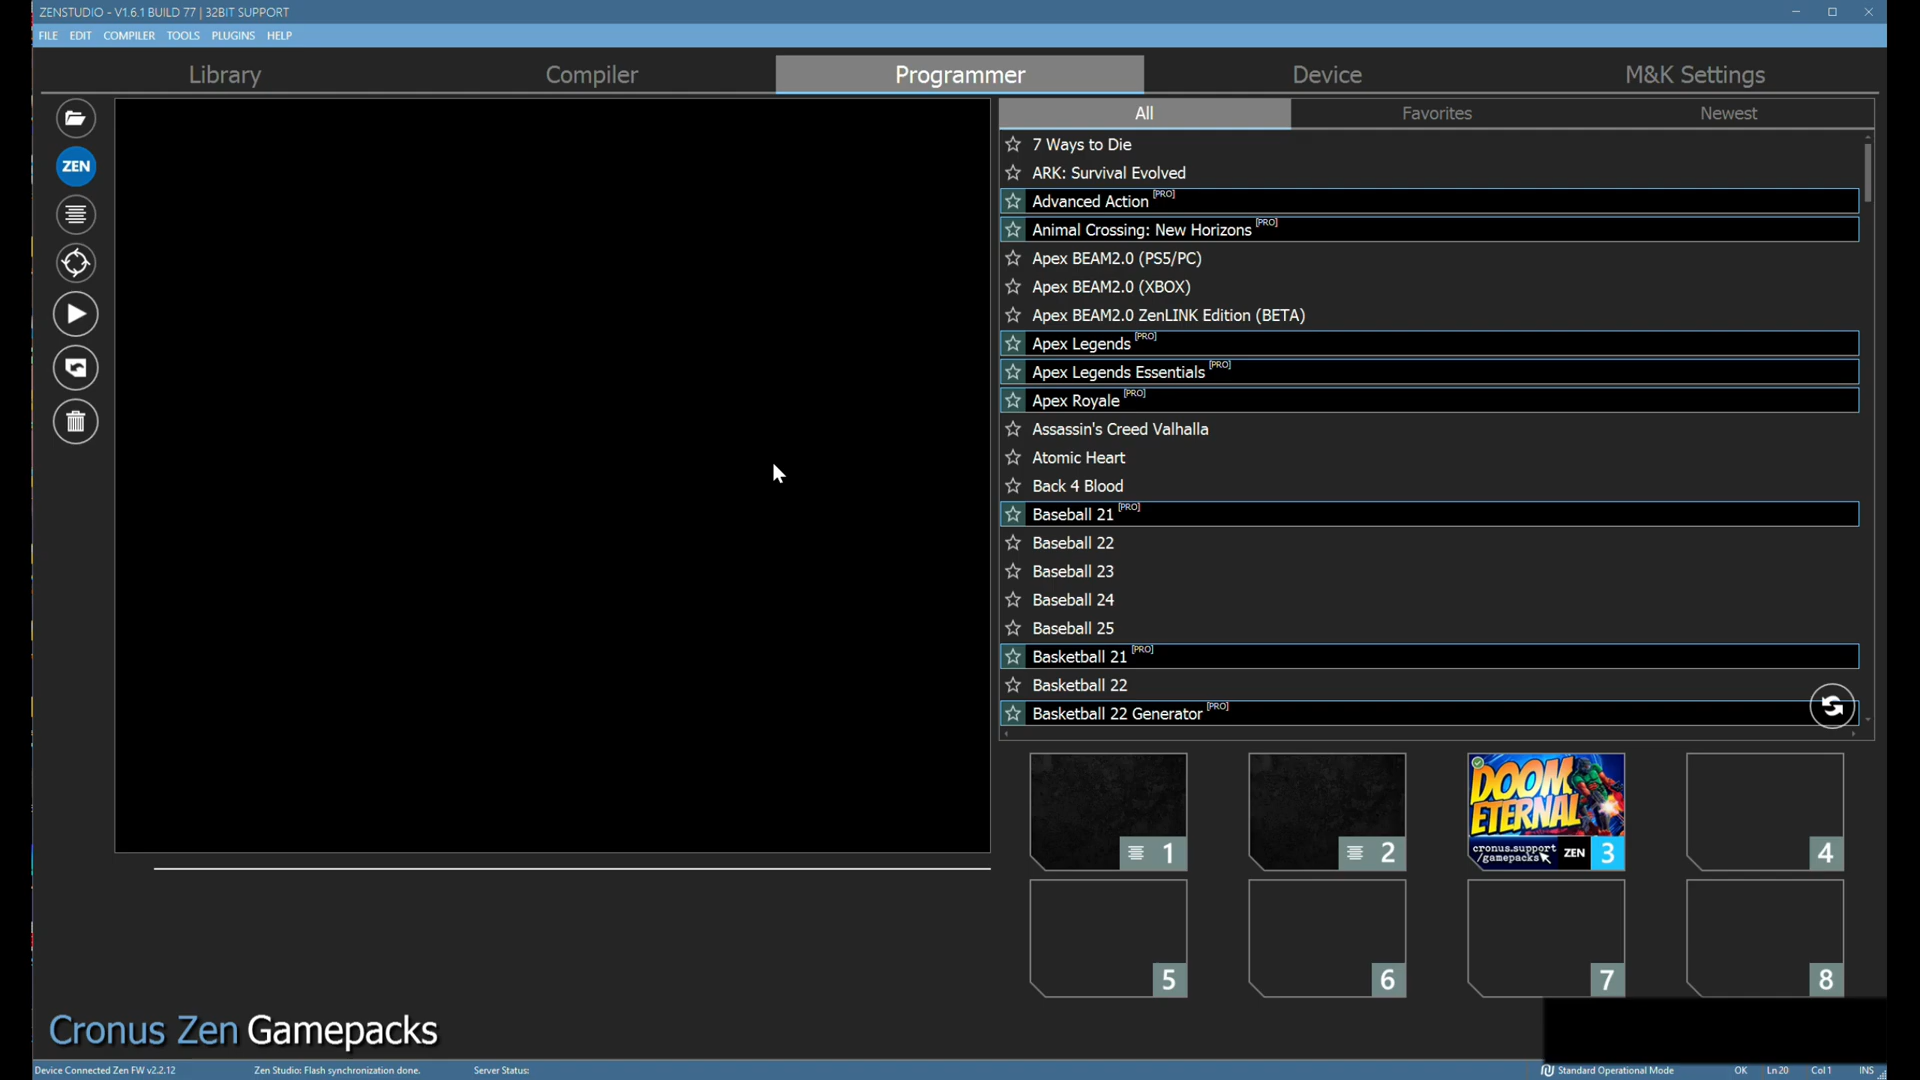 ZENSTUDIO - V1.6.1 BUILD 77 | 32BIT SUPPORT
FILE EDIT COMPILER TOOLS PLUGINS HELP
Library Compiler Programmer Device M&K Settings
All Favorites Newest
ZEN
7 Ways to Die
ARK: Survival Evolved
Advanced Action [PRO]
Animal Crossing: New Horizons [PRO]
Apex BEAM2.0 (PS5/PC)
Apex BEAM2.0 (XBOX)
Apex BEAM2.0 ZenLINK Edition (BETA)
Apex Legends [PRO]
Apex Legends Essentials [PRO]
Apex Royale [PRO]
Assassin's Creed Valhalla
Atomic Heart
Back 4 Blood
Baseball 21 [PRO]
Baseball 22
Baseball 23
Baseball 24
Baseball 25
Basketball 21 [PRO]
Basketball 22
Basketball 22 Generator [PRO]
DOOM
ETERNAL
cronus.support
/gamepacks
ZEN
1 2 3 4
5 6 7 8
Cronus Zen Gamepacks
Device Connected Zen FW v2.2.12 Zen Studio: Flash synchronization done. Server Status: Standard Operational Mode OK Ln20 Col1 INS